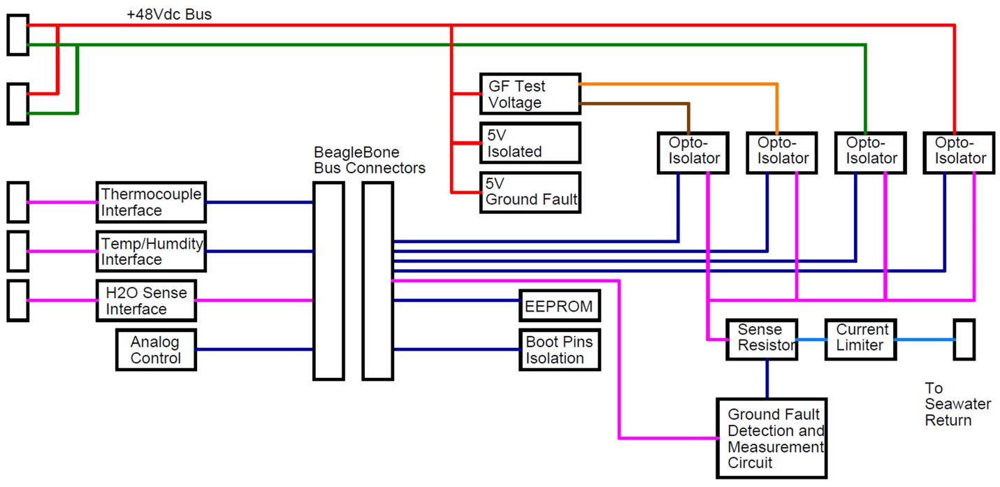 +48Vdc Bus
GF Test
Voltage
5V
Isolated
5V
Ground Fault
Opto-
Isolator
Opto-
Isolator
Opto-
Isolator
Opto-
Isolator
BeagleBone
Bus Connectors
Thermocouple
Interface
Temp/Humdity
Interface
H2O Sense
Interface
Analog
Control
EEPROM
Boot Pins
Isolation
Sense
Resistor
Current
Limiter
To
Seawater
Return
Ground Fault
Detection and
Measurement
Circuit